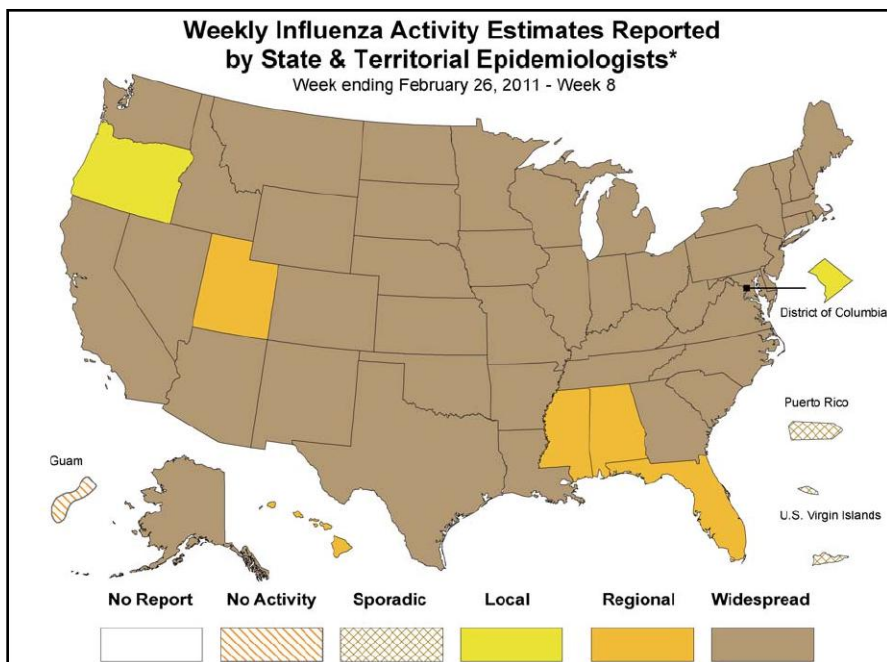 Weekly Influenza Activity Estimates Reported
by State & Territorial Epidemiologists*
Week ending February 26, 2011 - Week 8
District of Columbia
Puerto Rico
Guam
U.S. Virgin Islands
No Report
No Activity
Sporadic
Local
Regional
Widespread